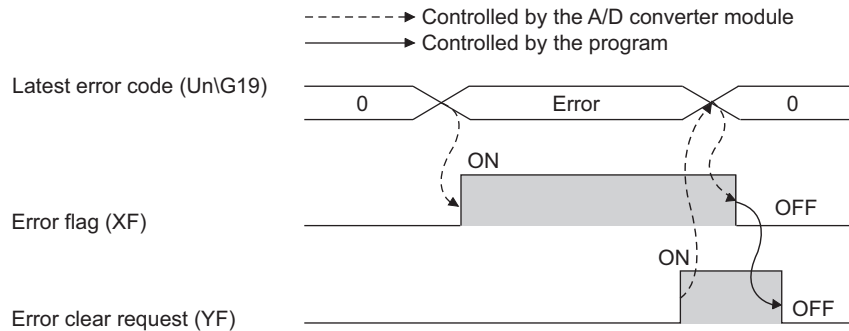 Controlled by the A/D converter module
Controlled by the program
Latest error code (Un\G19)
0 Error 0
ON
Error flag (XF)
OFF
ON
Error clear request (YF)
OFF